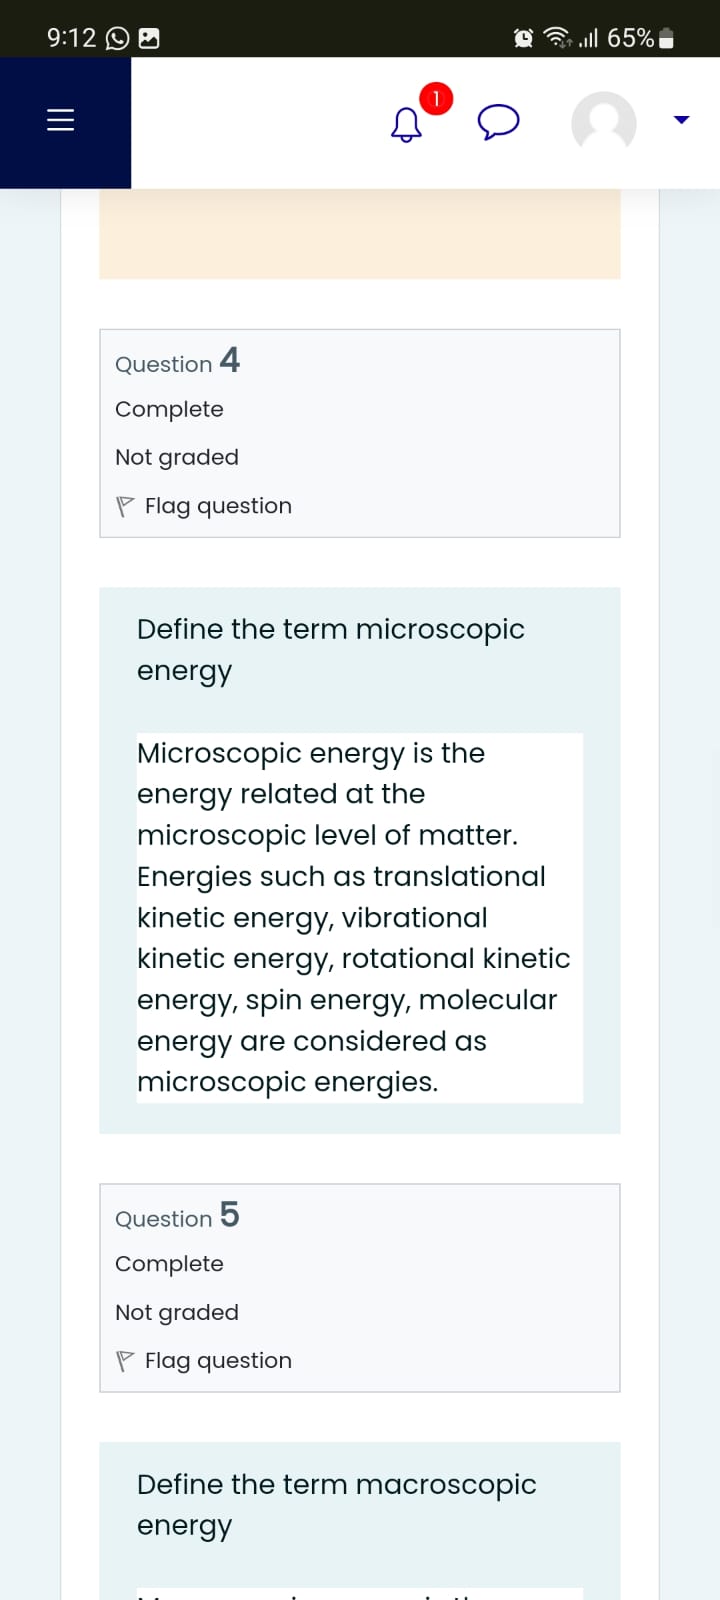 9:12
65%
1
Question 4
Complete
Not graded
Flag question
Define the term microscopic
energy
Microscopic energy is the
energy related at the
microscopic level of matter.
Energies such as translational
kinetic energy, vibrational
kinetic energy, rotational kinetic
energy, spin energy, molecular
energy are considered as
microscopic energies.
Question 5
Complete
Not graded
Flag question
Define the term macroscopic
energy